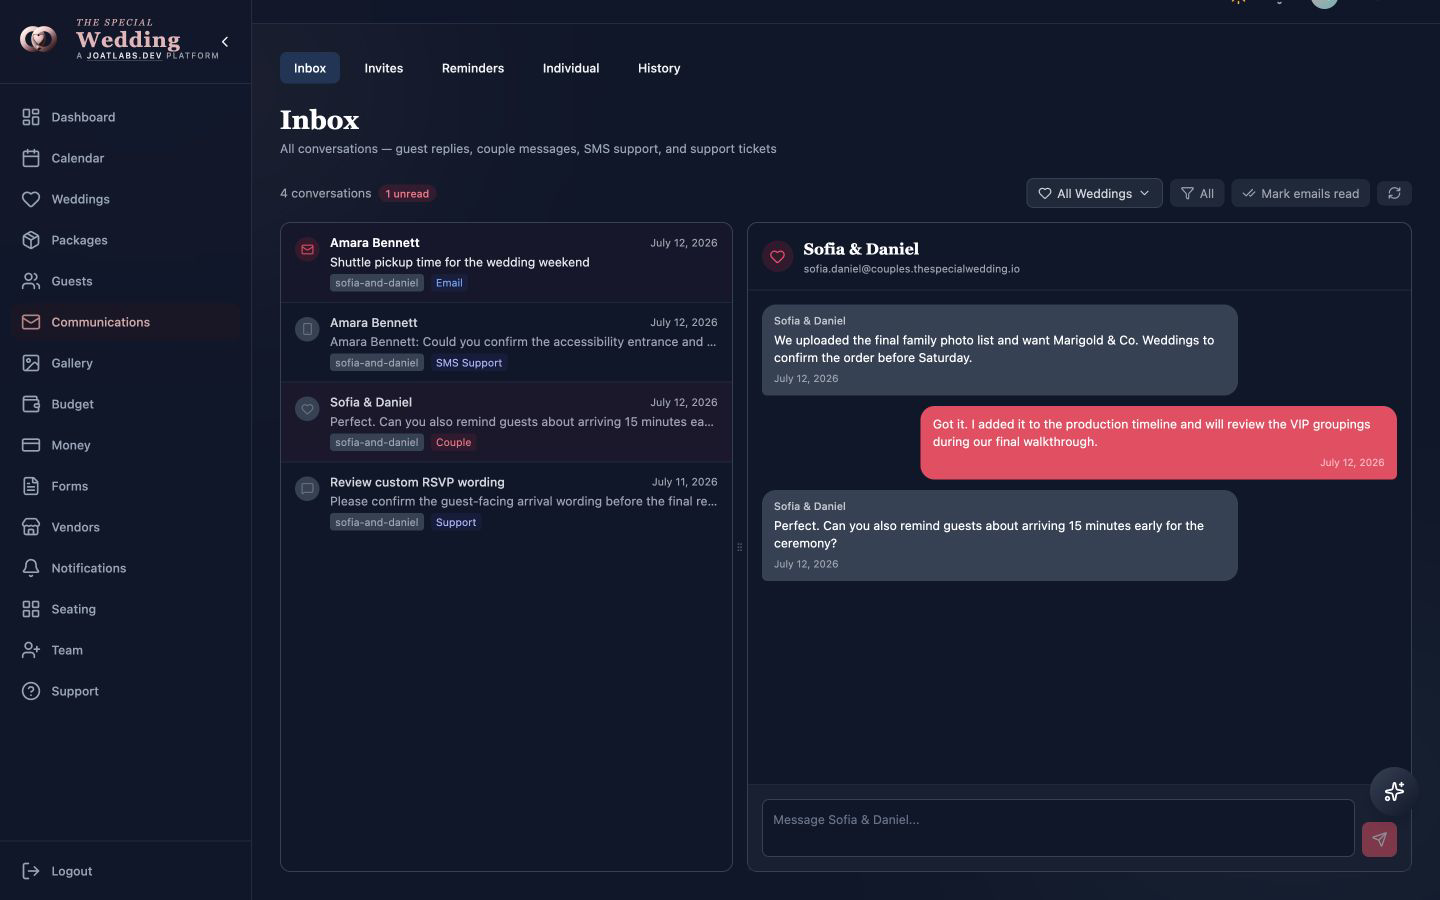 THE SPECIAL
Wedding
A JOATLABS.DEV PLATFORM
Dashboard
Calendar
Weddings
Packages
Guests
Communications
Gallery
Budget
Money
Forms
Vendors
Notifications
Seating
Team
Support
Logout
Inbox
Invites
Reminders
Individual
History
Inbox
All conversations — guest replies, couple messages, SMS support, and support tickets
4 conversations
1 unread
All Weddings
All
Mark emails read
Amara Bennett
July 12, 2026
Shuttle pickup time for the wedding weekend
sofia-and-daniel
Email
Amara Bennett
July 12, 2026
Amara Bennett: Could you confirm the accessibility entrance and ...
sofia-and-daniel
SMS Support
Sofia & Daniel
July 12, 2026
Perfect. Can you also remind guests about arriving 15 minutes ea...
sofia-and-daniel
Couple
Review custom RSVP wording
July 11, 2026
Please confirm the guest-facing arrival wording before the final re...
sofia-and-daniel
Support
Sofia & Daniel
sofia.daniel@couples.thespecialwedding.io
Sofia & Daniel
We uploaded the final family photo list and want Marigold & Co. Weddings to
confirm the order before Saturday.
July 12, 2026
Got it. I added it to the production timeline and will review the VIP groupings
during our final walkthrough.
July 12, 2026
Sofia & Daniel
Perfect. Can you also remind guests about arriving 15 minutes early for the
ceremony?
July 12, 2026
Message Sofia & Daniel...